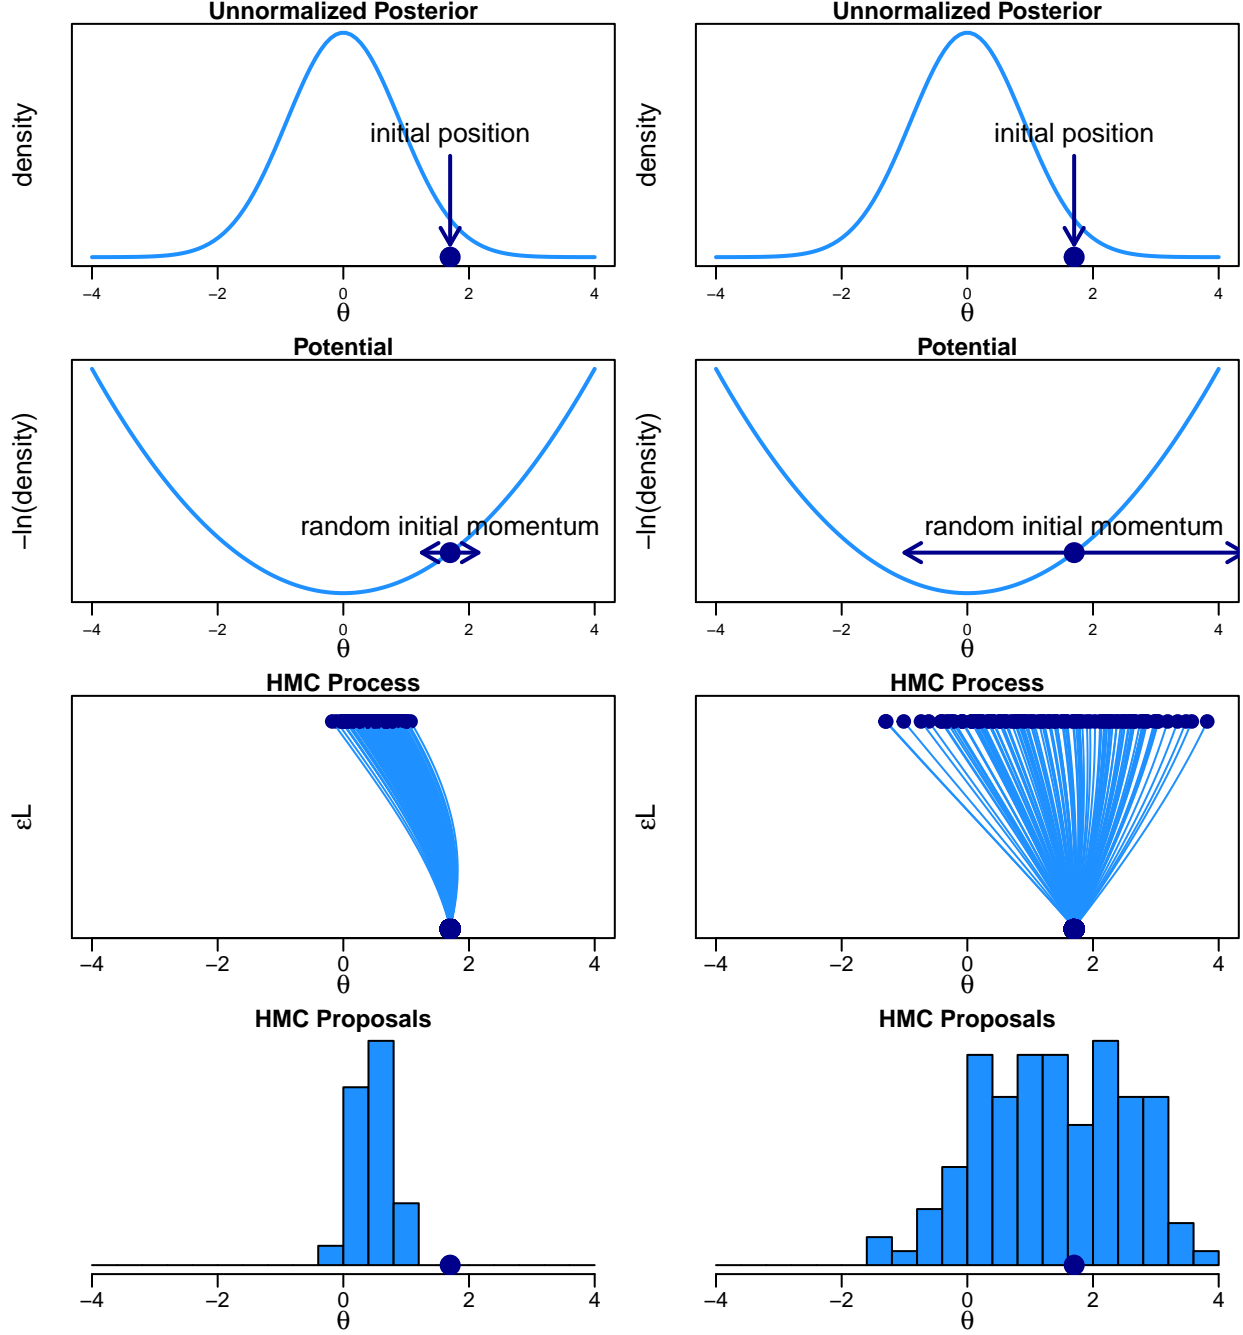 Unnormalized Posterior
density
initial position
−4 −2 0 2 4
θ
Unnormalized Posterior
density
initial position
−4 −2 0 2 4
θ
Potential
−ln(density)
random initial momentum
−4 −2 0 2 4
θ
Potential
−ln(density)
random initial momentum
−4 −2 0 2 4
θ
HMC Process
εL
−4 −2 0 2 4
θ
HMC Process
εL
−4 −2 0 2 4
θ
HMC Proposals
−4 −2 0 2 4
θ
HMC Proposals
−4 −2 0 2 4
θ